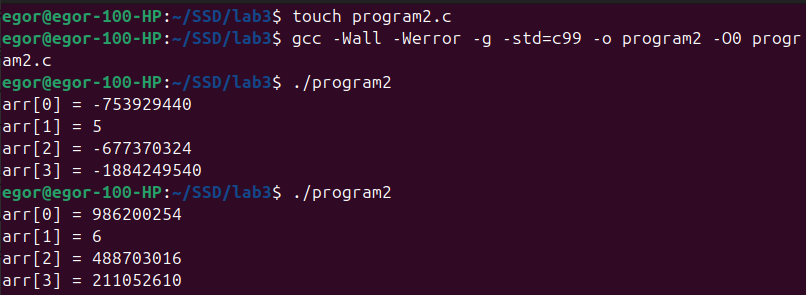 egor@egor-100-HP:~/SSD/lab3$ touch program2.c
egor@egor-100-HP:~/SSD/lab3$ gcc -Wall -Werror -g -std=c99 -o program2 -O0 progr
am2.c
egor@egor-100-HP:~/SSD/lab3$ ./program2
arr[0] = -753929440
arr[1] = 5
arr[2] = -677370324
arr[3] = -1884249540
egor@egor-100-HP:~/SSD/lab3$ ./program2
arr[0] = 986200254
arr[1] = 6
arr[2] = 488703016
arr[3] = 211052610